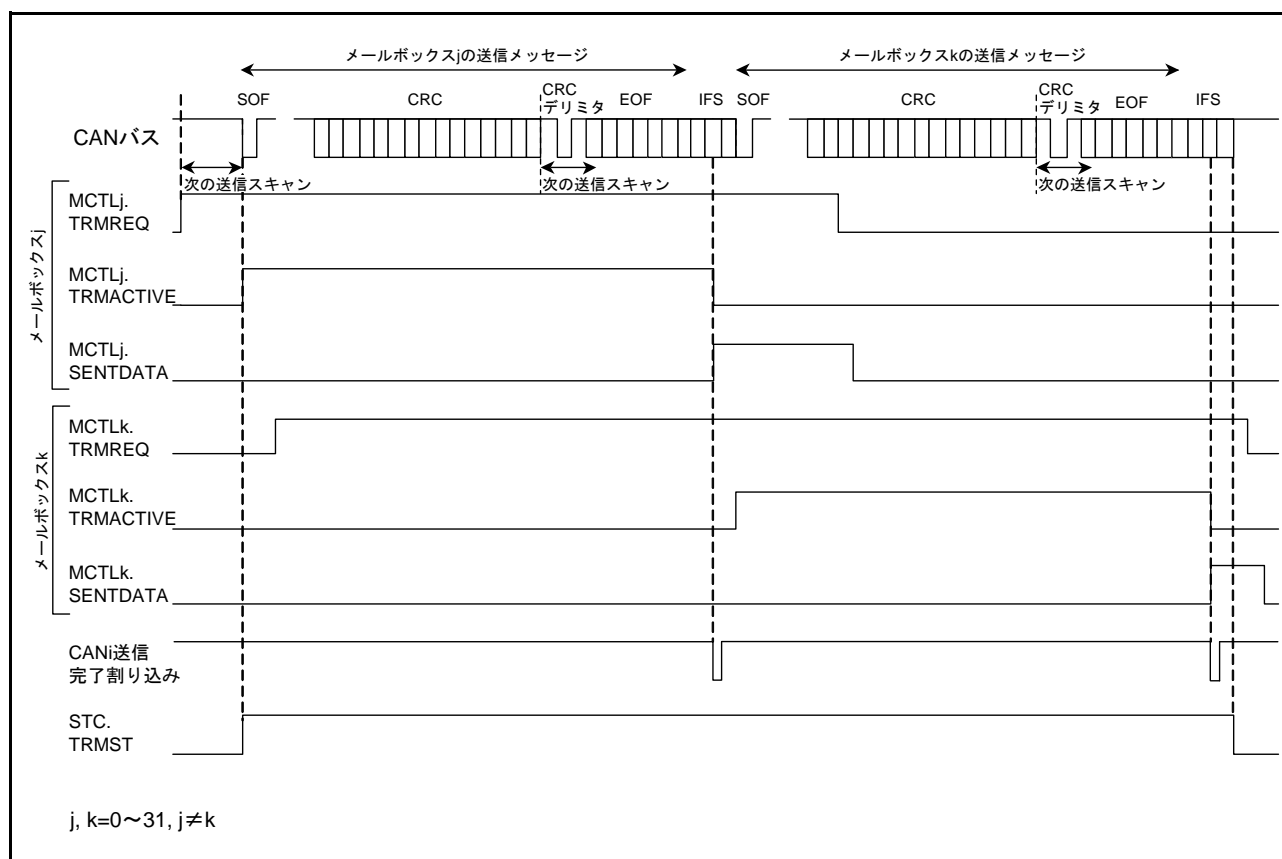 メールボックスjの送信メッセージ
メールボックスkの送信メッセージ
SOF
CRC
CRC
デリミタ
EOF
IFS
SOF
CRC
CRC
デリミタ
EOF
IFS
CANバス
次の送信スキャン
次の送信スキャン
次の送信スキャン
メールボックスj
MCTLj.
TRMREQ
MCTLj.
TRMACTIVE
MCTLj.
SENTDATA
メールボックスk
MCTLk.
TRMREQ
MCTLk.
TRMACTIVE
MCTLk.
SENTDATA
CANi送信
完了割り込み
STC.
TRMST
j, k=0～31, j≠k